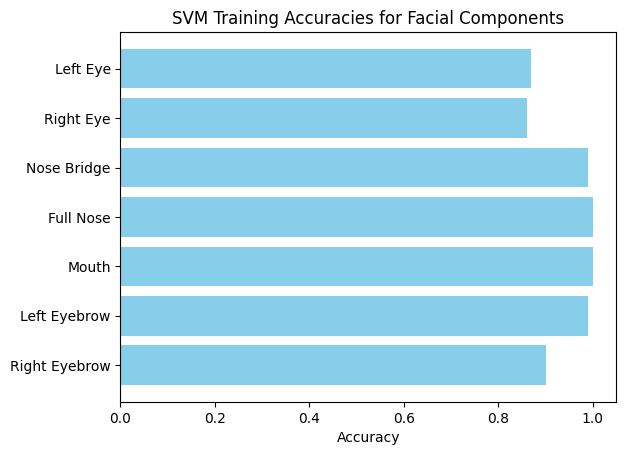 SVM Training Accuracies for Facial Components
Left Eye
Right Eye
Nose Bridge
Full Nose
Mouth
Left Eyebrow
Right Eyebrow
0.0 0.2 0.4 0.6 0.8 1.0
Accuracy